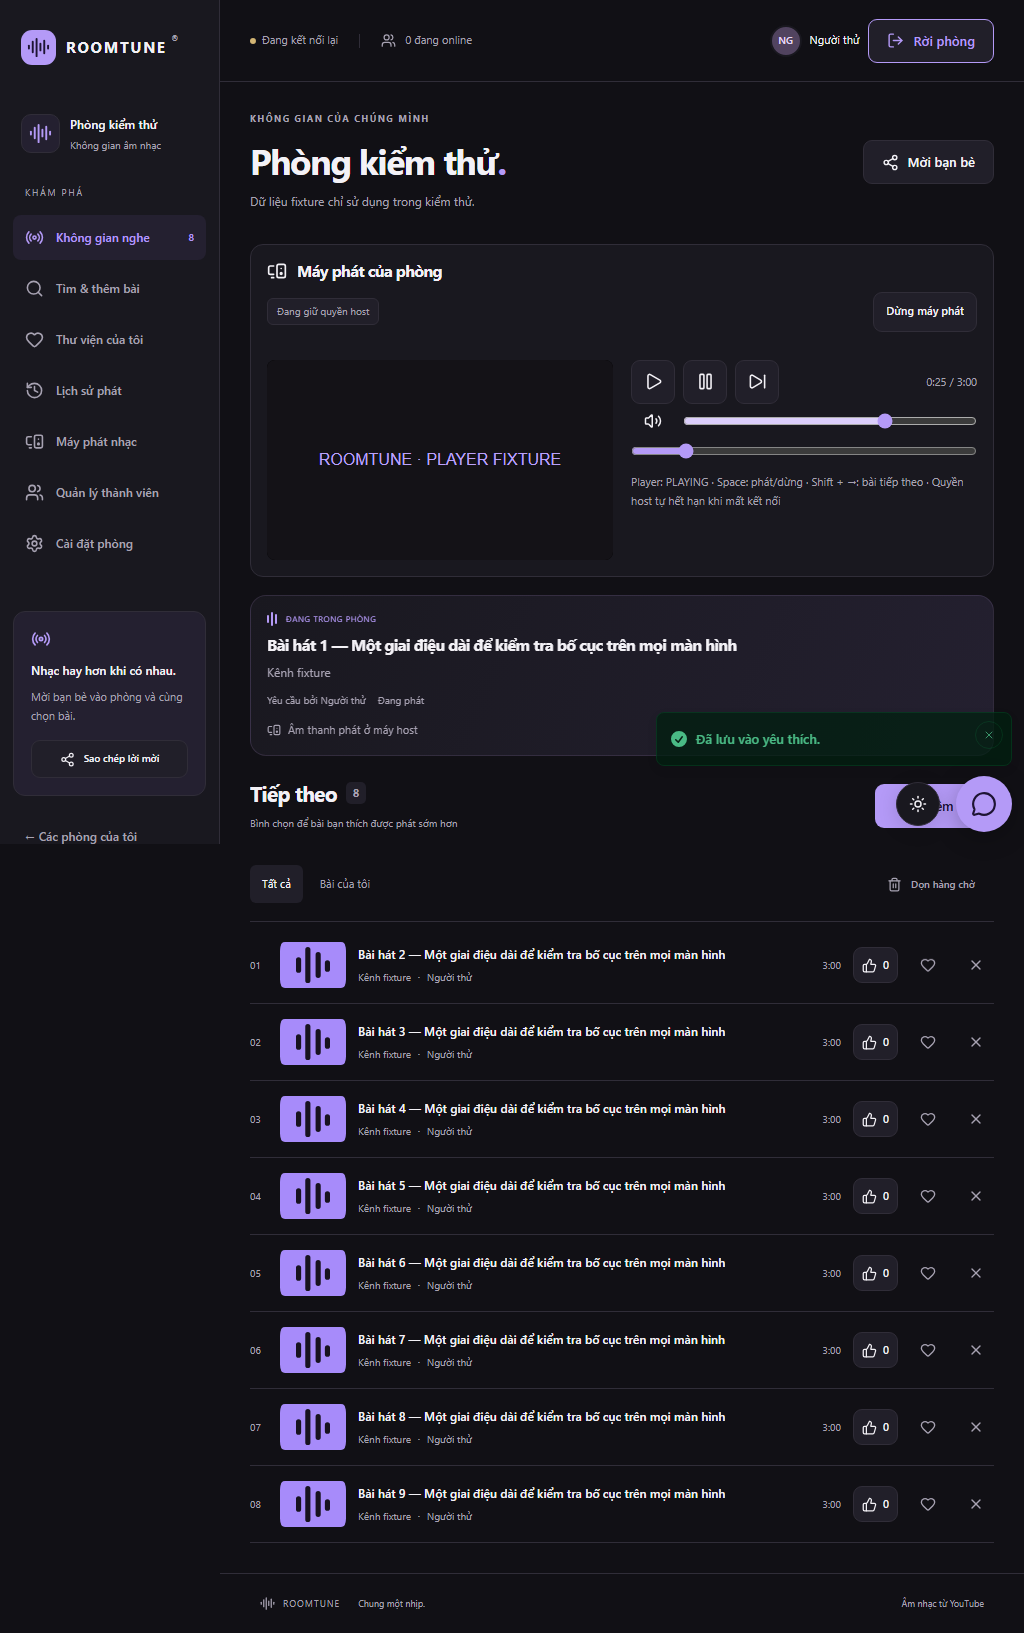 ROOMTUNE ®
Phòng kiểm thử
Không gian âm nhạc
KHÁM PHÁ
Không gian nghe 8
Tìm & thêm bài
Thư viện của tôi
Lịch sử phát
Máy phát nhạc
Quản lý thành viên
Cài đặt phòng
Nhạc hay hơn khi có nhau.
Mời bạn bè vào phòng và cùng
chọn bài.
Sao chép lời mời
← Các phòng của tôi
Đang kết nối lại
0 đang online
NG Người thử
Rời phòng
KHÔNG GIAN CỦA CHÚNG MÌNH
Phòng kiểm thử.
Dữ liệu fixture chỉ sử dụng trong kiểm thử.
Mời bạn bè
Máy phát của phòng
Đang giữ quyền host
Dừng máy phát
ROOMTUNE · PLAYER FIXTURE
0:25 / 3:00
Player: PLAYING · Space: phát/dừng · Shift + →: bài tiếp theo · Quyền
host tự hết hạn khi mất kết nối
ĐANG TRONG PHÒNG
Bài hát 1 — Một giai điệu dài để kiểm tra bố cục trên mọi màn hình
Kênh fixture
Yêu cầu bởi Người thử Đang phát
Âm thanh phát ở máy host
Đã lưu vào yêu thích.
Tiếp theo 8
Bình chọn để bài bạn thích được phát sớm hơn
Tất cả
Bài của tôi
Dọn hàng chờ
01 Bài hát 2 — Một giai điệu dài để kiểm tra bố cục trên mọi màn hình 3:00 0
Kênh fixture · Người thử
02 Bài hát 3 — Một giai điệu dài để kiểm tra bố cục trên mọi màn hình 3:00 0
Kênh fixture · Người thử
03 Bài hát 4 — Một giai điệu dài để kiểm tra bố cục trên mọi màn hình 3:00 0
Kênh fixture · Người thử
04 Bài hát 5 — Một giai điệu dài để kiểm tra bố cục trên mọi màn hình 3:00 0
Kênh fixture · Người thử
05 Bài hát 6 — Một giai điệu dài để kiểm tra bố cục trên mọi màn hình 3:00 0
Kênh fixture · Người thử
06 Bài hát 7 — Một giai điệu dài để kiểm tra bố cục trên mọi màn hình 3:00 0
Kênh fixture · Người thử
07 Bài hát 8 — Một giai điệu dài để kiểm tra bố cục trên mọi màn hình 3:00 0
Kênh fixture · Người thử
08 Bài hát 9 — Một giai điệu dài để kiểm tra bố cục trên mọi màn hình 3:00 0
Kênh fixture · Người thử
ROOMTUNE Chung một nhịp.
Âm nhạc từ YouTube